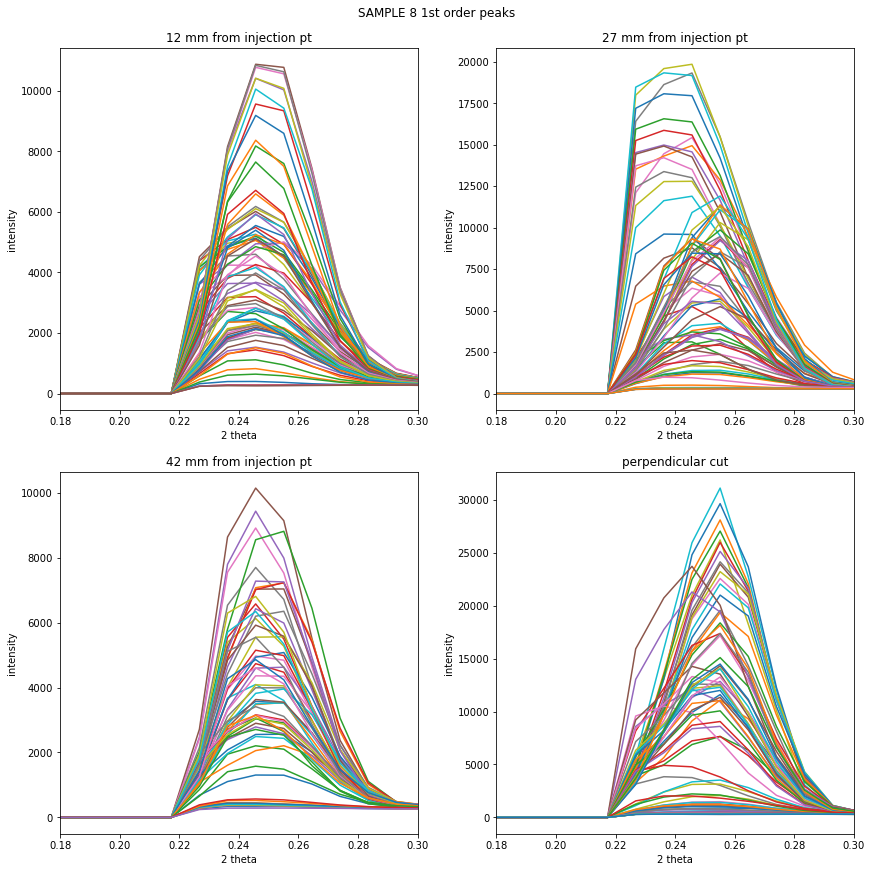 SAMPLE 8 1st order peaks
12 mm from injection pt
27 mm from injection pt
intensity
10000
8000
6000
4000
2000
0
0.18 0.20 0.22 0.24 0.26 0.28 0.30
2 theta
intensity
20000
17500
15000
12500
10000
7500
5000
2500
0
0.18 0.20 0.22 0.24 0.26 0.28 0.30
2 theta
42 mm from injection pt
perpendicular cut
intensity
10000
8000
6000
4000
2000
0
0.18 0.20 0.22 0.24 0.26 0.28 0.30
2 theta
intensity
30000
25000
20000
15000
10000
5000
0
0.18 0.20 0.22 0.24 0.26 0.28 0.30
2 theta